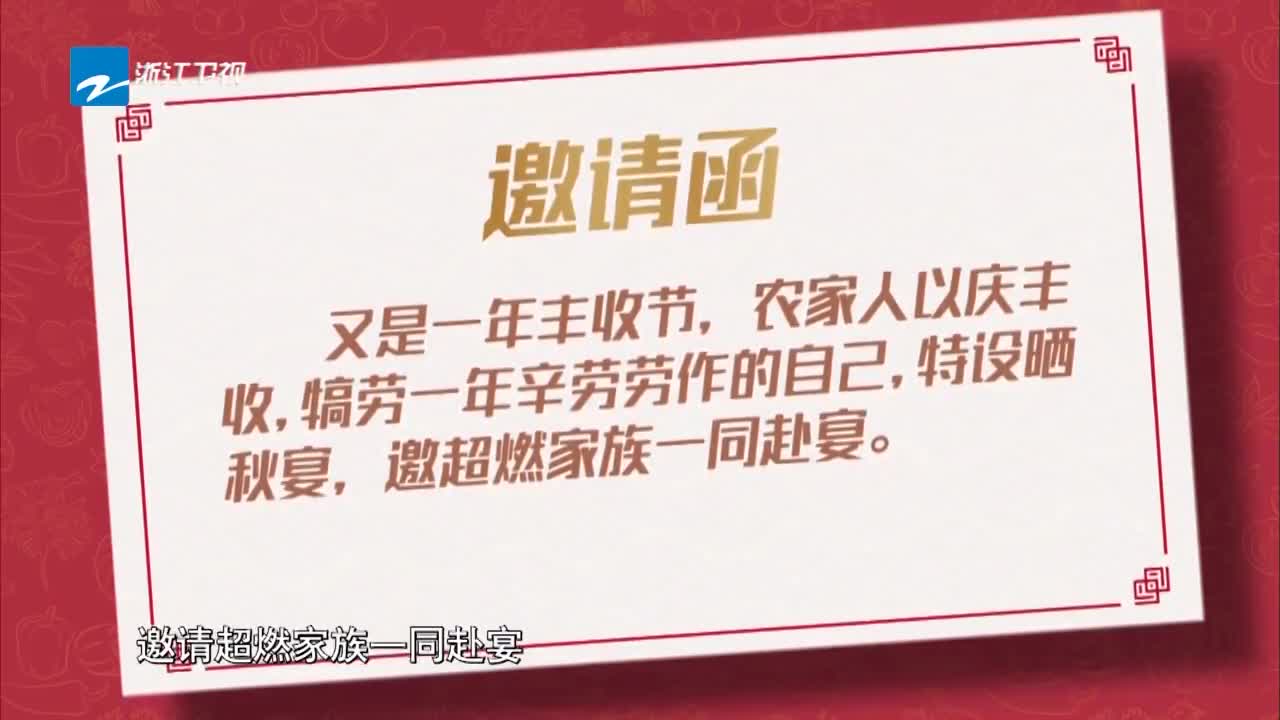 浙江卫视
邀请函
又是一年丰收节，农家人以庆丰
收，犒劳一年辛劳劳作的自己，特设晒
秋宴，邀超燃家族一同赴宴。
邀请超燃家族一同赴宴